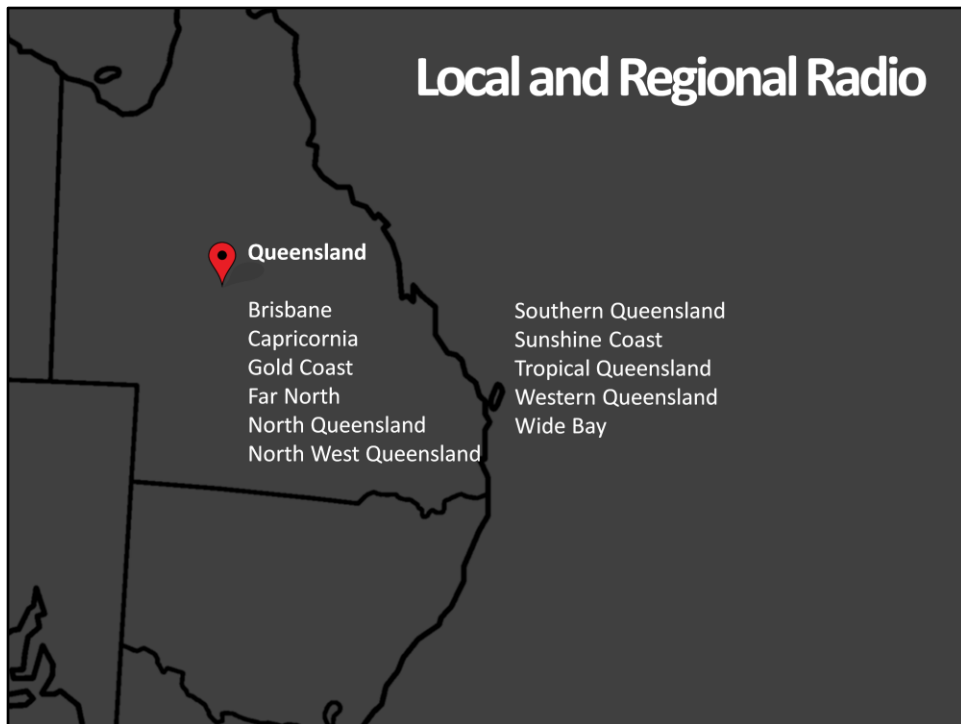 Local and Regional Radio
Queensland
Brisbane
Capricornia
Gold Coast
Far North
North Queensland
North West Queensland
Southern Queensland
Sunshine Coast
Tropical Queensland
Western Queensland
Wide Bay